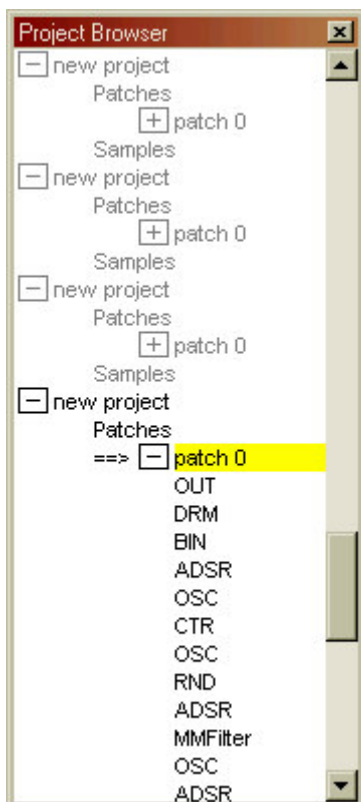 Project Browser
new project
Patches
patch 0
Samples
new project
Patches
patch 0
Samples
new project
Patches
patch 0
Samples
new project
Patches
==> patch 0
OUT
DRM
BIN
ADSR
OSC
CTR
OSC
RND
ADSR
MMFilter
OSC
ADSR